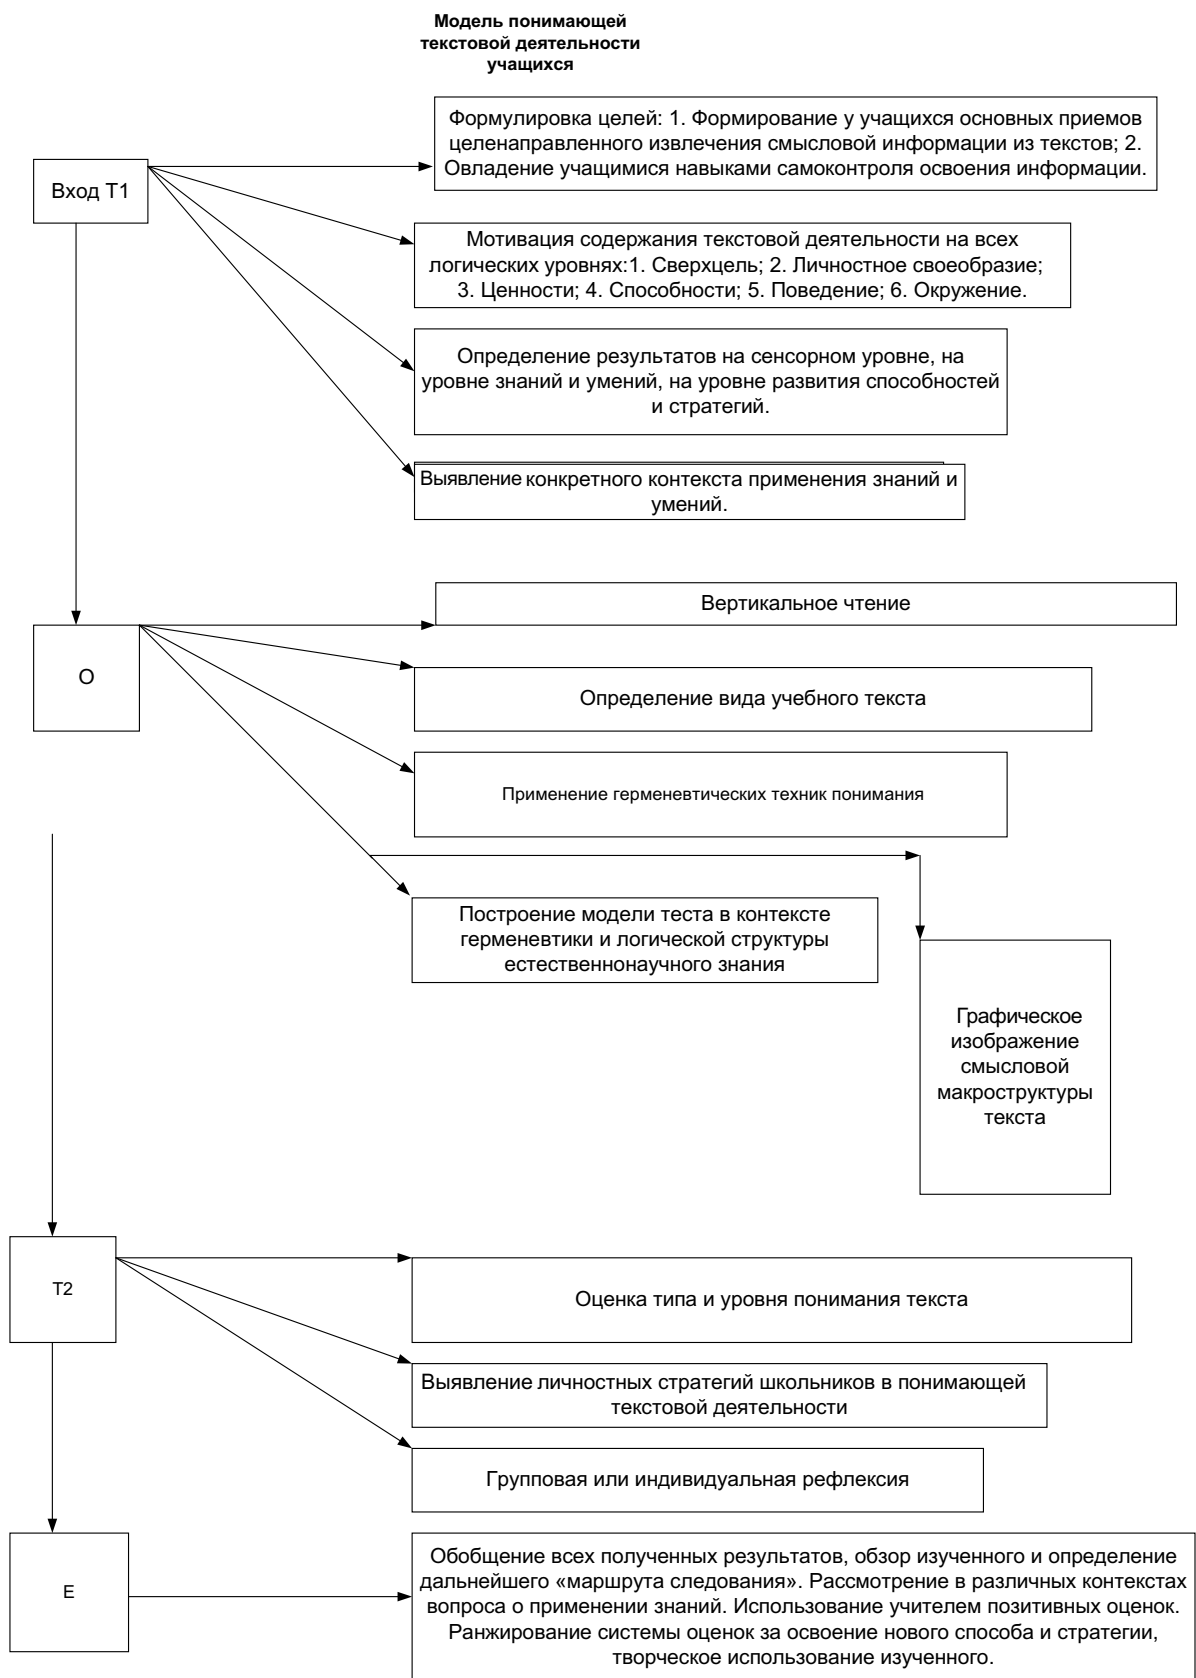 Модель понимающей
текстовой деятельности
учащихся
Формулировка целей: 1. Формирование у учащихся основных приемов
целенаправленного извлечения смысловой информации из текстов; 2.
Овладение учащимися навыками самоконтроля освоения информации.
Вход Т1
Мотивация содержания текстовой деятельности на всех
логических уровнях:1. Сверхцель; 2. Личностное своеобразие;
3. Ценности; 4. Способности; 5. Поведение; 6. Окружение.
Определение результатов на сенсорном уровне, на
уровне знаний и умений, на уровне развития способностей
и стратегий.
Выявление конкретного контекста применения знаний и
умений.
Вертикальное чтение
О
Определение вида учебного текста
Применение герменевтических техник понимания
Построение модели теста в контексте
герменевтики и логической структуры
естественнонаучного знания
Графическое
изображение
смысловой
макроструктуры
текста
Т2
Оценка типа и уровня понимания текста
Выявление личностных стратегий школьников в понимающей
текстовой деятельности
Групповая или индивидуальная рефлексия
Е
Обобщение всех полученных результатов, обзор изученного и определение
дальнейшего «маршрута следования». Рассмотрение в различных контекстах
вопроса о применении знаний. Использование учителем позитивных оценок.
Ранжирование системы оценок за освоение нового способа и стратегии,
творческое использование изученного.